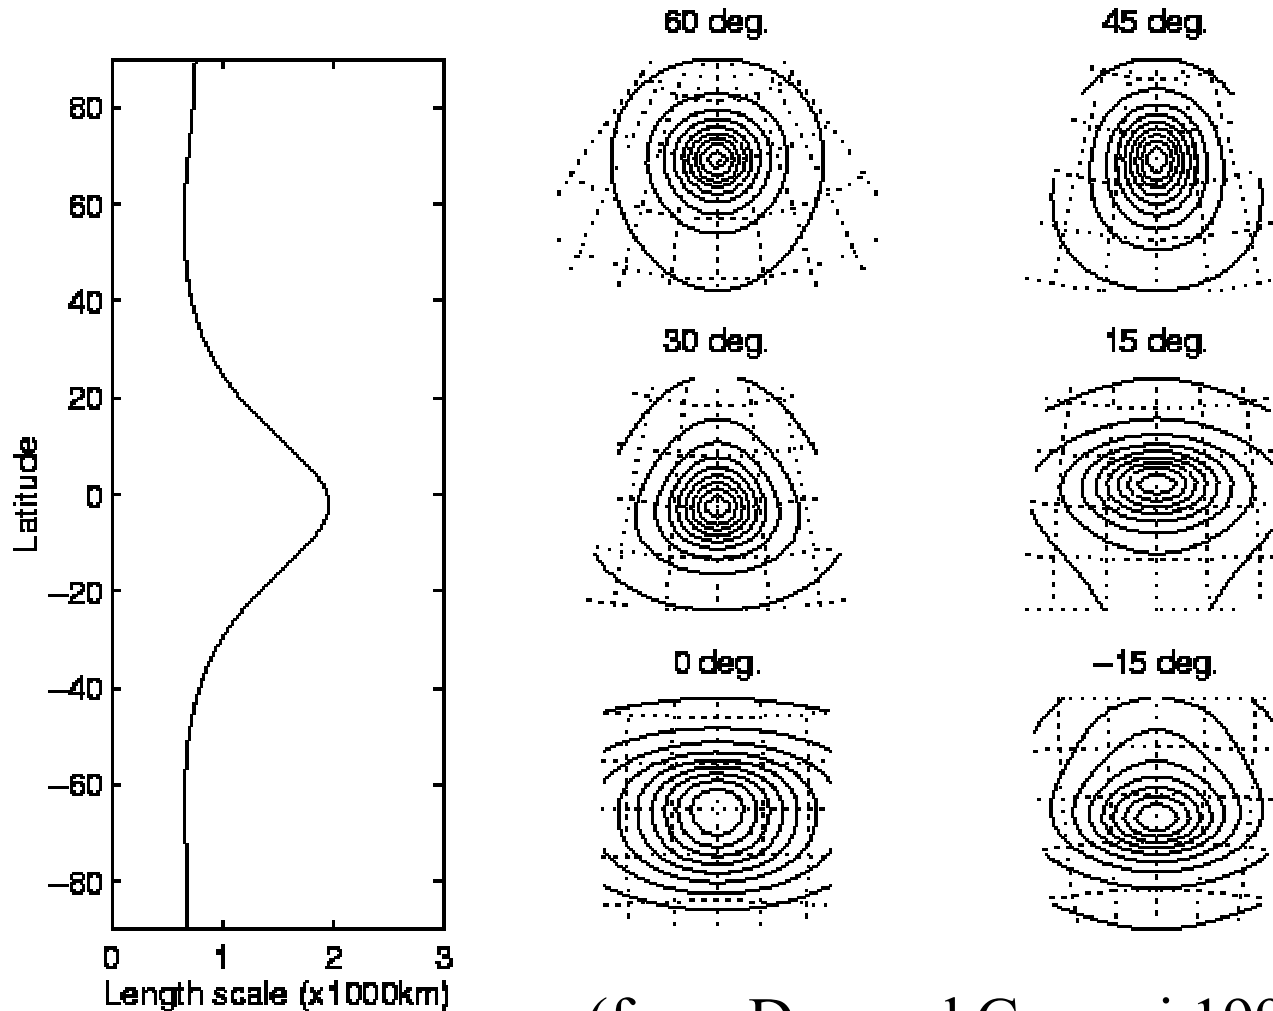 60 deg.
45 deg.
80
60
40
20
0
−20
−40
−60
−80
Latitude
0 1 2 3
Length scale (x1000km)
30 deg.
15 deg.
0 deg.
−15 deg.